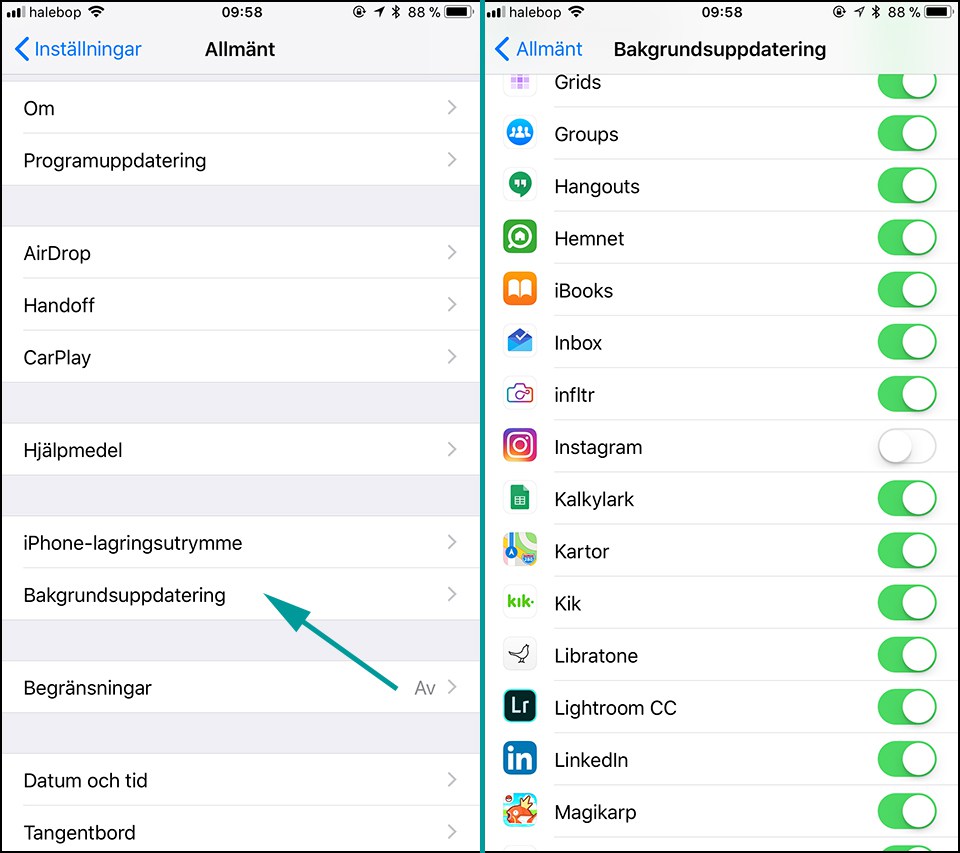 halebop 09:58 88 %
Inställningar Allmänt
Om
Programuppdatering
AirDrop
Handoff
CarPlay
Hjälpmedel
iPhone-lagringsutrymme
Bakgrundsuppdatering
Begränsningar Av
Datum och tid
Tangentbord
halebop 09:58 88 %
Allmänt Bakgrundsuppdatering
Grids
Groups
Hangouts
Hemnet
iBooks
Inbox
infltr
Instagram
Kalkylark
Kartor
kik. Kik
Libratone
Lr Lightroom CC
in LinkedIn
Magikarp